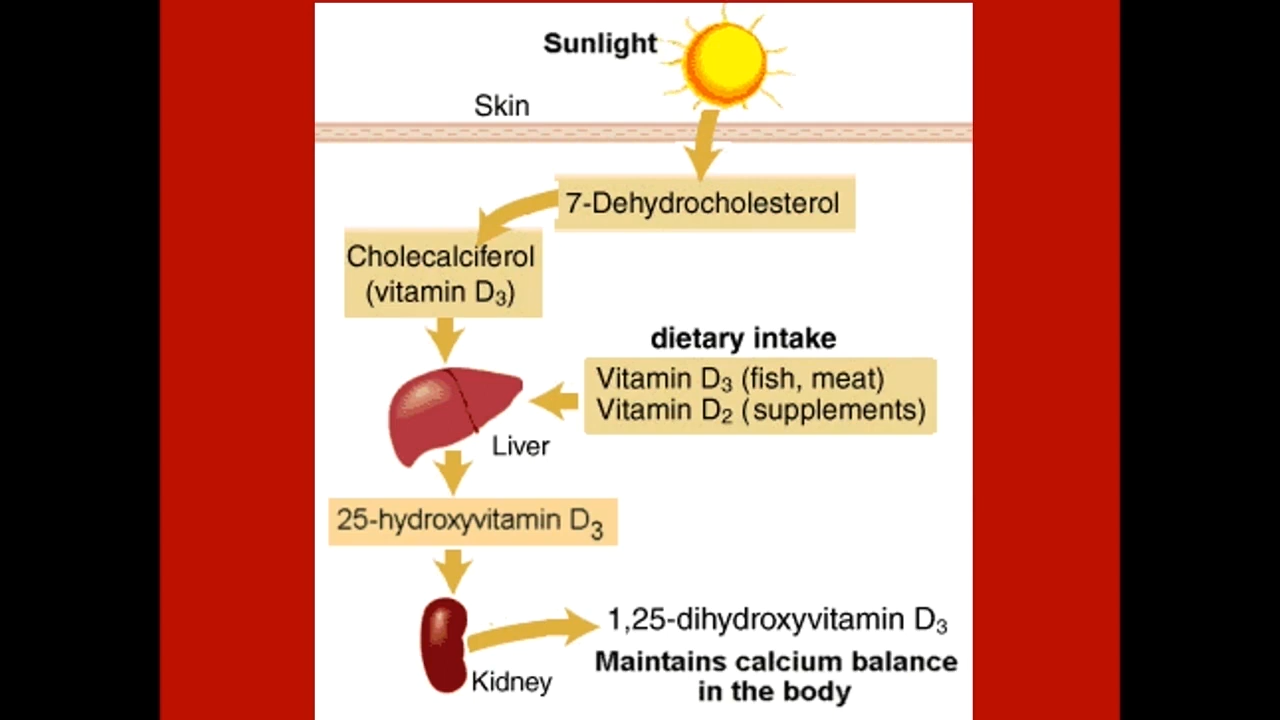 Sunlight
Skin
7-Dehydrocholesterol
Cholecalciferol
(vitamin D₃)
dietary intake
Vitamin D₃ (fish, meat)
Vitamin D₂ (supplements)
Liver
25-hydroxyvitamin D₃
1,25-dihydroxyvitamin D₃
Maintains calcium balance
in the body
Kidney